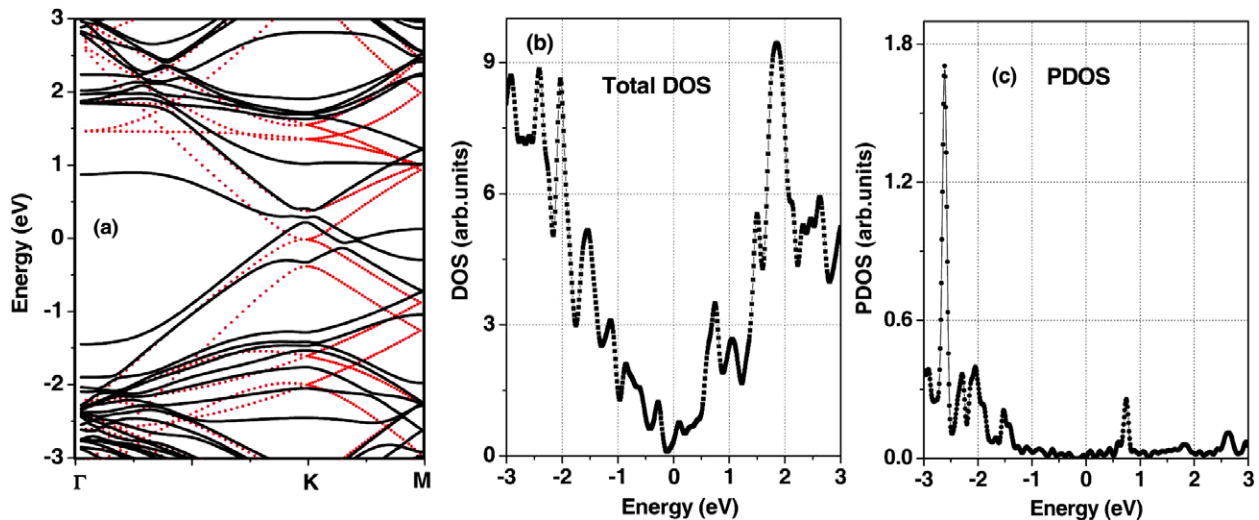 3
2
1
0
-1
-2
-3
Energy (eV)
(a)
Γ K M
(b)
Total DOS
9
6
3
0
DOS (arb.units)
-3 -2 -1 0 1 2 3
Energy (eV)
(c) PDOS
1.8
1.2
0.6
0.0
PDOS (arb.units)
-3 -2 -1 0 1 2 3
Energy (eV)